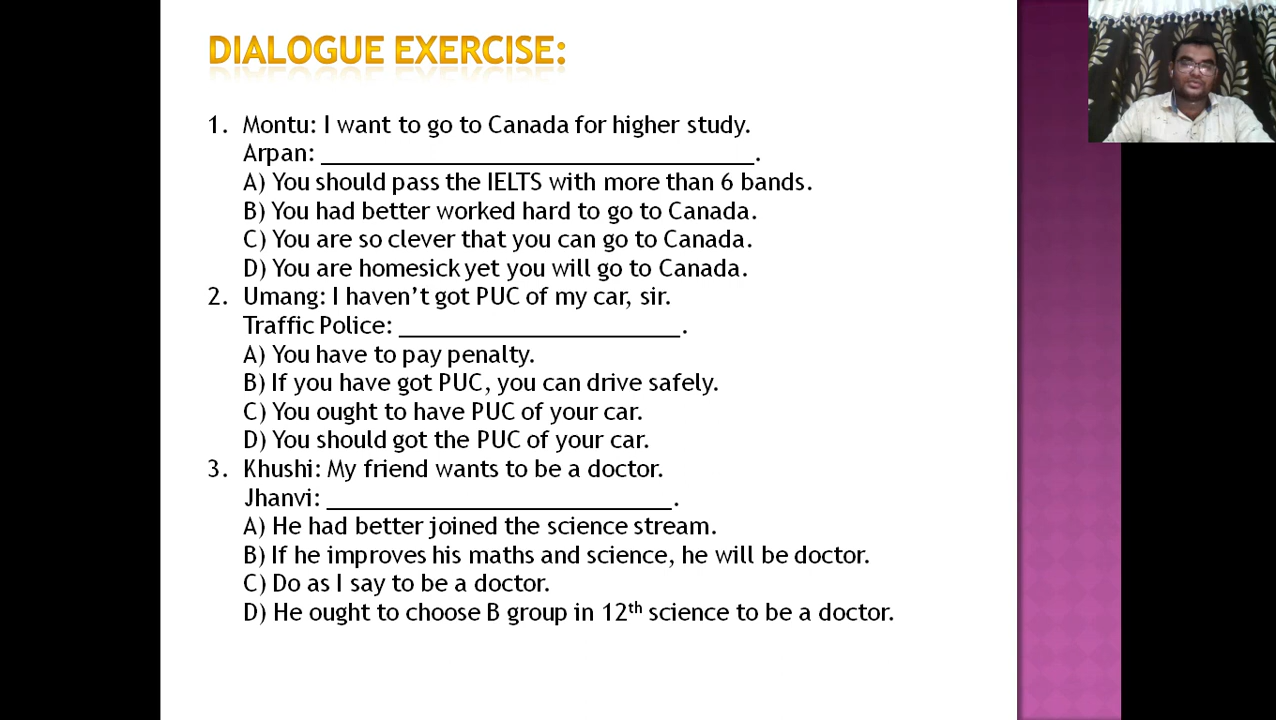 DIALOGUE EXERCISE:
1. Montu: I want to go to Canada for higher study.
Arpan: ___________________________________.
A) You should pass the IELTS with more than 6 bands.
B) You had better worked hard to go to Canada.
C) You are so clever that you can go to Canada.
D) You are homesick yet you will go to Canada.
2. Umang: I haven’t got PUC of my car, sir.
Traffic Police: _______________________.
A) You have to pay penalty.
B) If you have got PUC, you can drive safely.
C) You ought to have PUC of your car.
D) You should got the PUC of your car.
3. Khushi: My friend wants to be a doctor.
Jhanvi: ____________________________.
A) He had better joined the science stream.
B) If he improves his maths and science, he will be doctor.
C) Do as I say to be a doctor.
D) He ought to choose B group in 12th science to be a doctor.